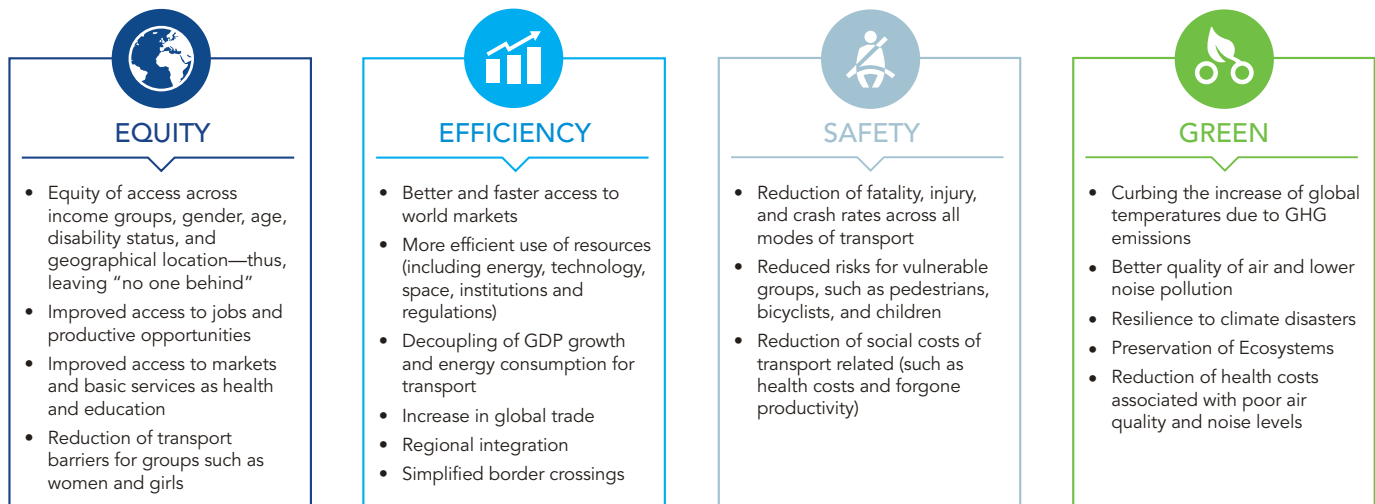 EQUITY
• Equity of access across
income groups, gender, age,
disability status, and
geographical location—thus,
leaving “no one behind”
• Improved access to jobs and
productive opportunities
• Improved access to markets
and basic services as health
and education
• Reduction of transport
barriers for groups such as
women and girls
EFFICIENCY
• Better and faster access to
world markets
• More efficient use of resources
(including energy, technology,
space, institutions and
regulations)
• Decoupling of GDP growth
and energy consumption for
transport
• Increase in global trade
• Regional integration
• Simplified border crossings
SAFETY
• Reduction of fatality, injury,
and crash rates across all
modes of transport
• Reduced risks for vulnerable
groups, such as pedestrians,
bicyclists, and children
• Reduction of social costs of
transport related (such as
health costs and forgone
productivity)
GREEN
• Curbing the increase of global
temperatures due to GHG
emissions
• Better quality of air and lower
noise pollution
• Resilience to climate disasters
• Preservation of Ecosystems
• Reduction of health costs
associated with poor air
quality and noise levels